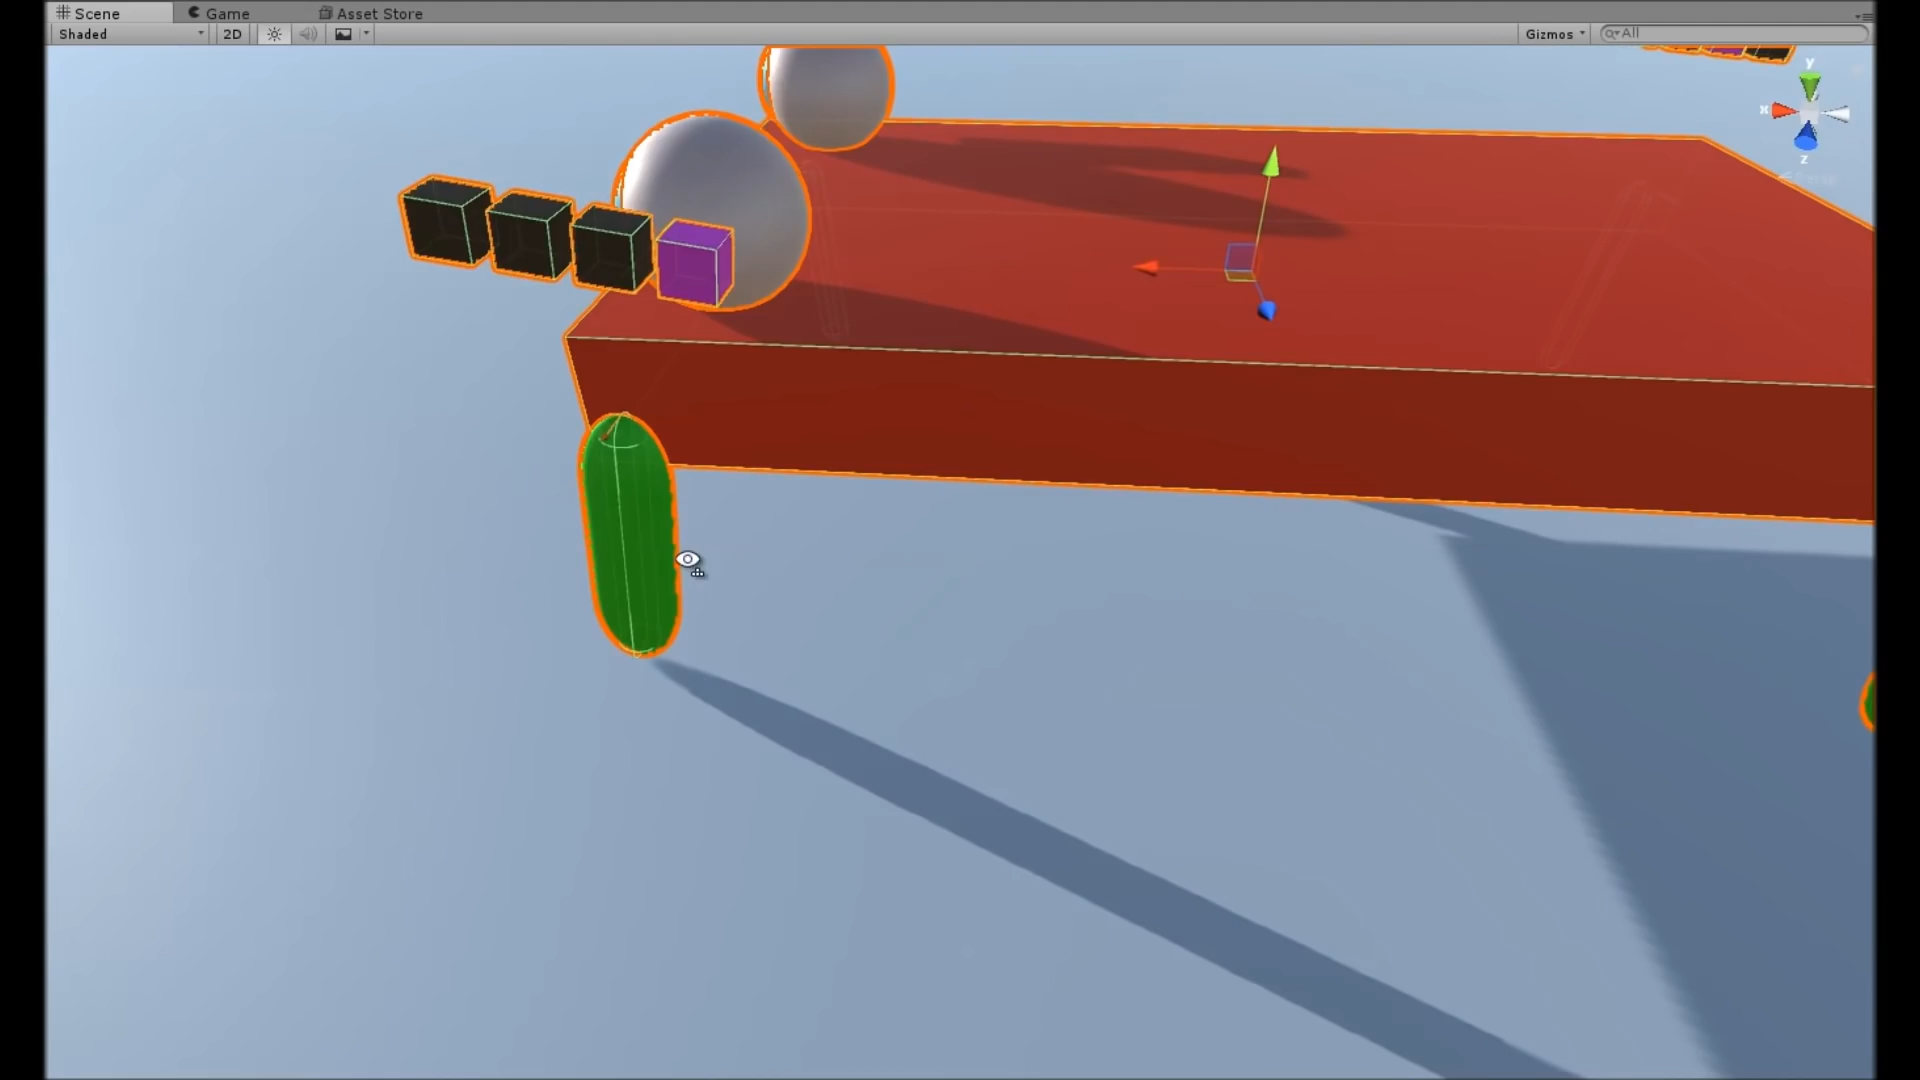 Scene
Game
Asset Store
Shaded
2D
Gizmos
All
y
x
z